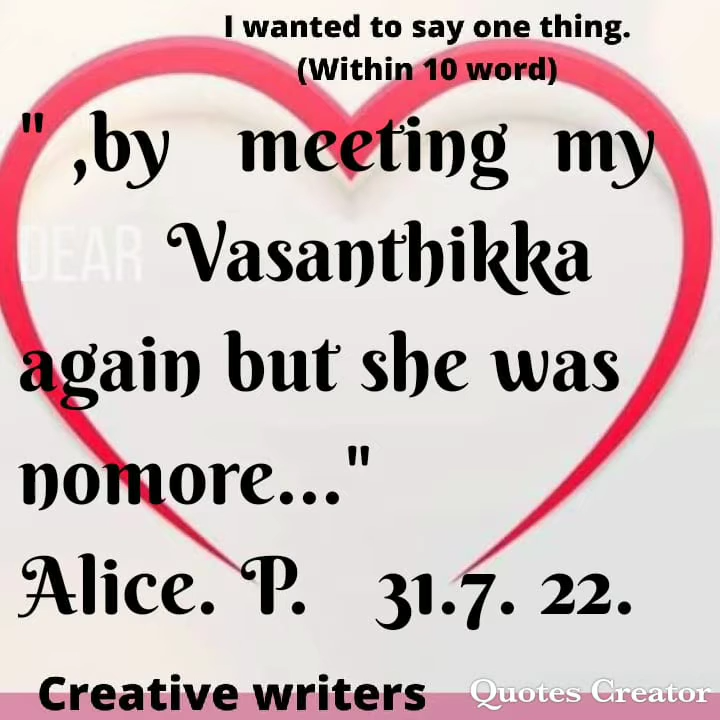 I wanted to say one thing.
(Within 10 word)
" ,by meeting my
DEAR Vasanthikka
again but she was
nomore..."
Alice. P. 31.7. 22.
Creative writers Quotes Creator